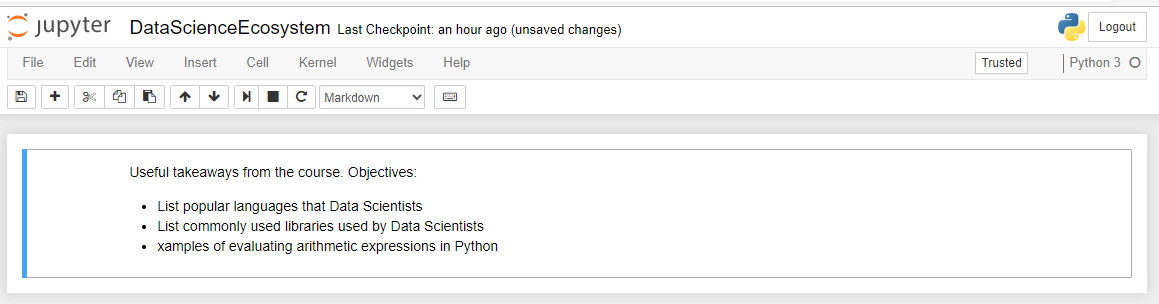 jupyter DataScienceEcosystem Last Checkpoint: an hour ago (unsaved changes) Logout
File Edit View Insert Cell Kernel Widgets Help Trusted Python 3
Markdown
Useful takeaways from the course. Objectives:
• List popular languages that Data Scientists
• List commonly used libraries used by Data Scientists
• xamples of evaluating arithmetic expressions in Python